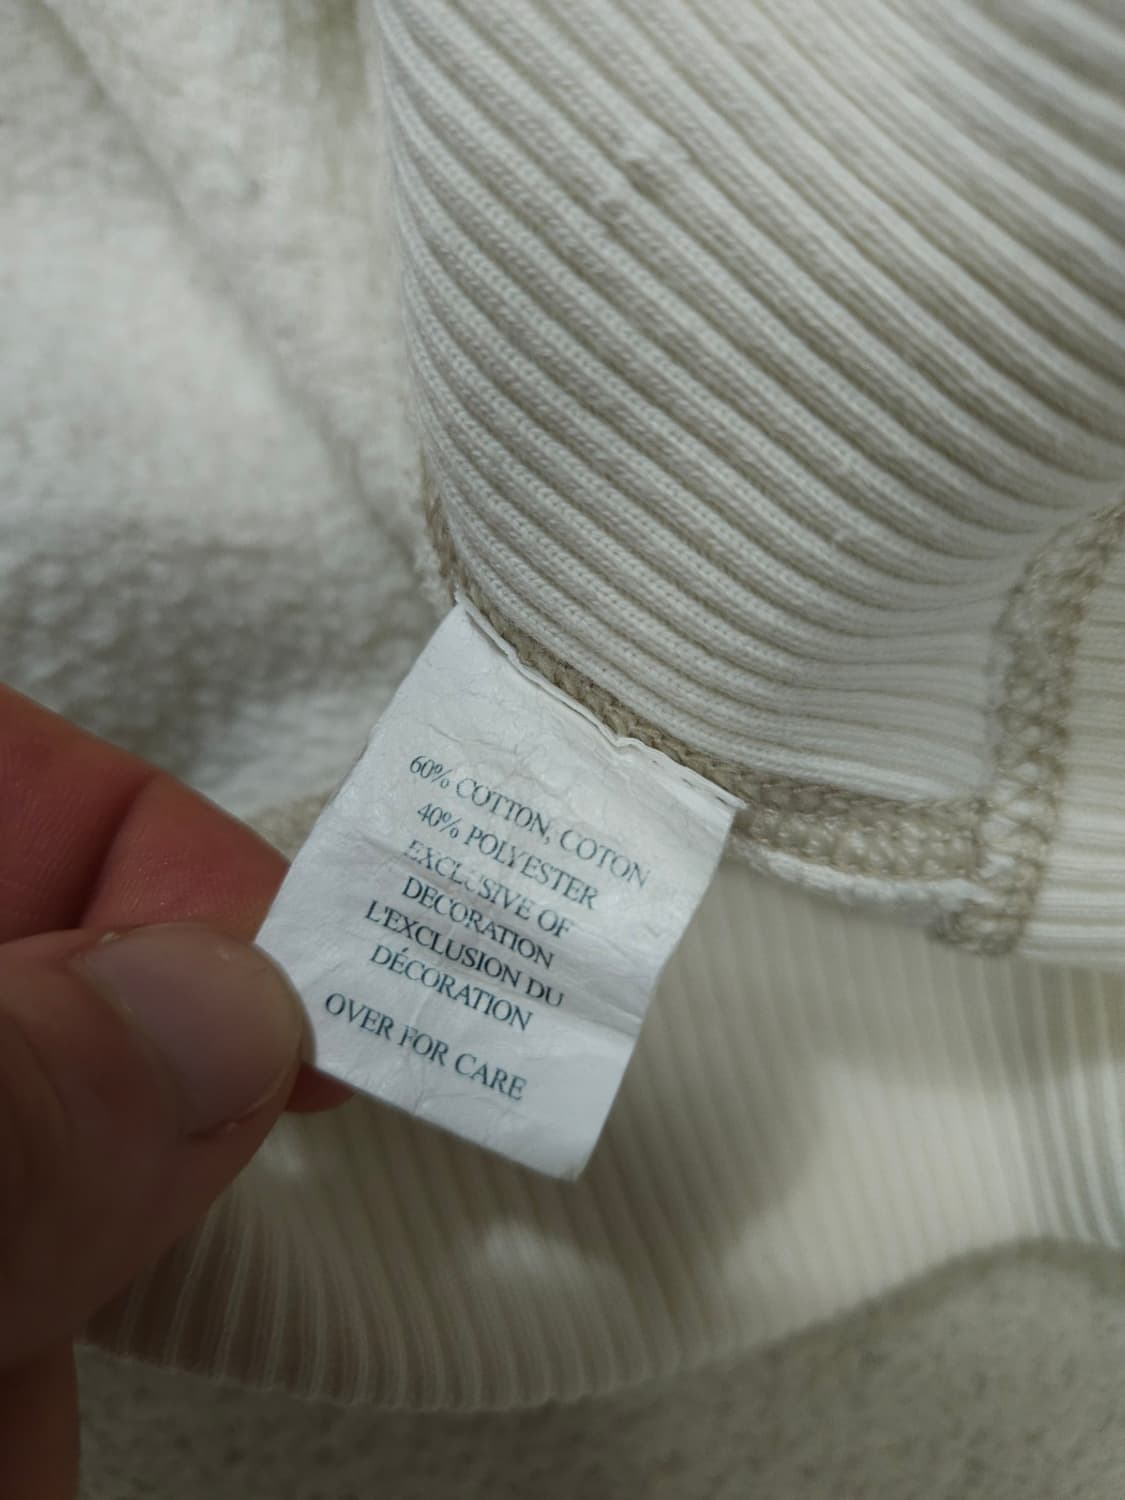 60% COTTON, COTON
40% POLYESTER
EXCLUSIVE OF
DECORATION
L'EXCLUSION DU
DÉCORATION
OVER FOR CARE